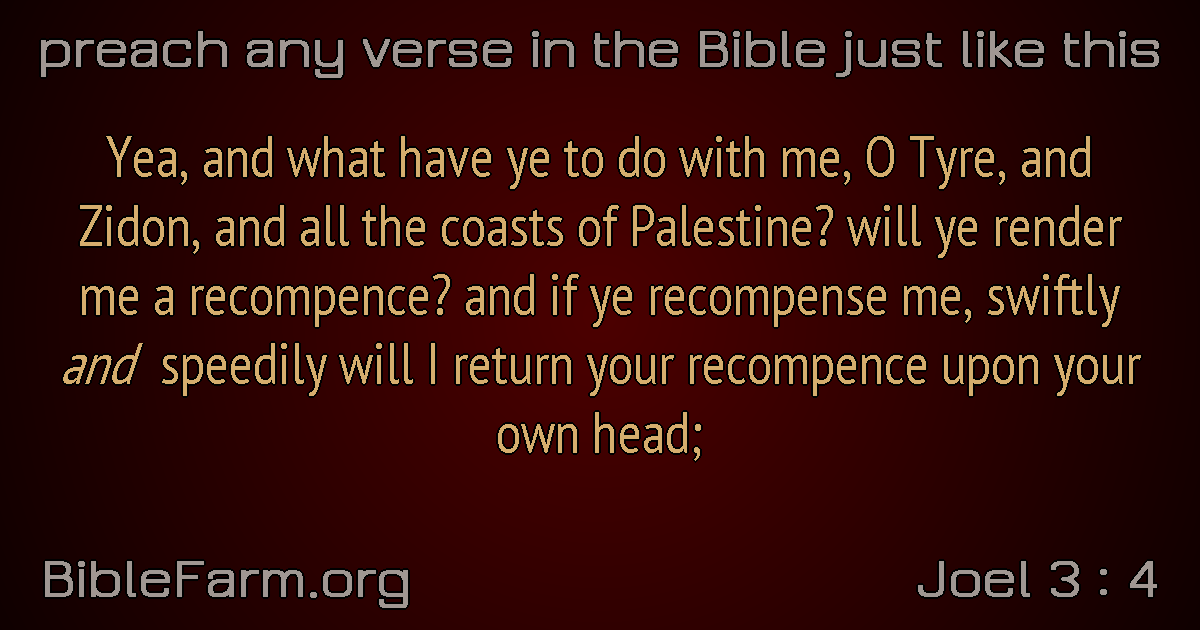 preach any verse in the Bible just like this
Yea, and what have ye to do with me, O Tyre, and
Zidon, and all the coasts of Palestine? will ye render
me a recompence? and if ye recompense me, swiftly
and speedily will I return your recompence upon your
own head;
BibleFarm.org
Joel 3 : 4